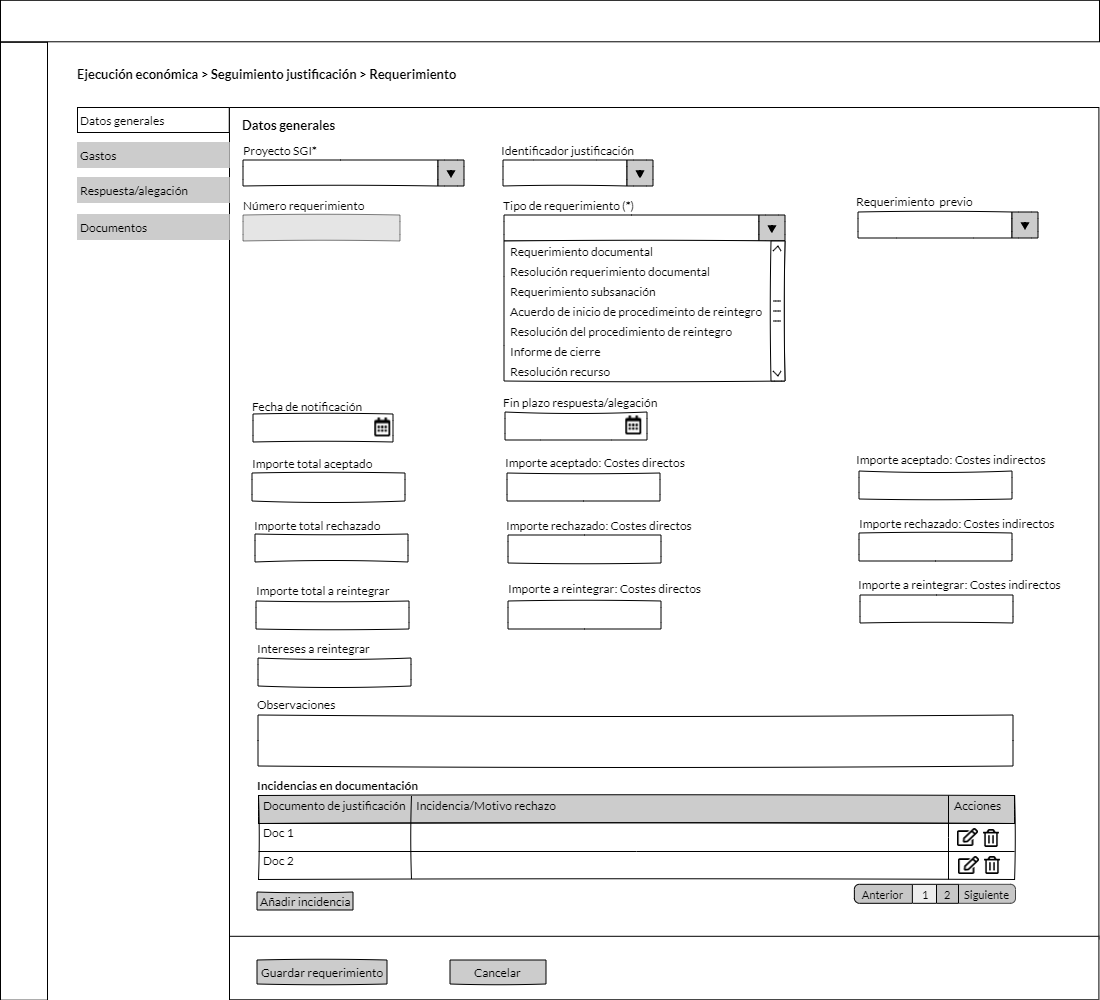 Ejecución económica > Seguimiento justificación > Requerimiento
Datos generales
Gastos
Respuesta/alegación
Documentos
Datos generales
Proyecto SGI*
Identificador justificación
Número requerimiento
Tipo de requerimiento (*)
Requerimiento previo
Requerimiento documental
Resolución requerimiento documental
Requerimiento subsanación
Acuerdo de inicio de procedimeinto de reintegro
Resolución del procedimiento de reintegro
Informe de cierre
Resolución recurso
Fecha de notificación
Fin plazo respuesta/alegación
Importe total aceptado
Importe aceptado: Costes directos
Importe aceptado: Costes indirectos
Importe total rechazado
Importe rechazado: Costes directos
Importe rechazado: Costes indirectos
Importe total a reintegrar
Importe a reintegrar: Costes directos
Importe a reintegrar: Costes indirectos
Intereses a reintegrar
Observaciones
Incidencias en documentación
Documento de justificación
Incidencia/Motivo rechazo
Acciones
Doc 1
Doc 2
Añadir incidencia
Anterior 1 2 Siguiente
Guardar requerimiento
Cancelar